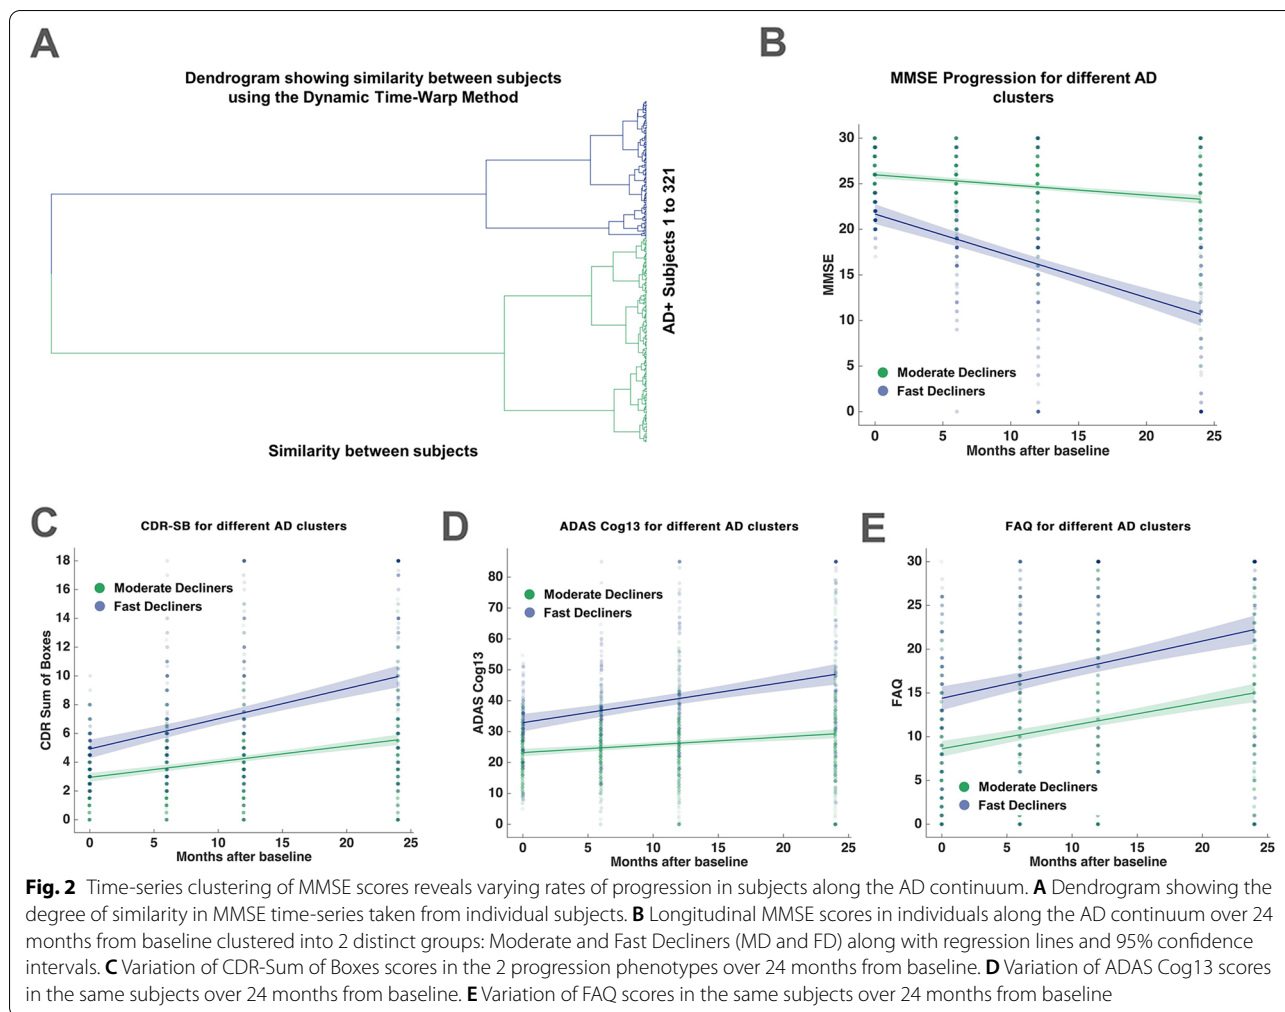 A
Dendrogram showing similarity between subjects
using the Dynamic Time-Warp Method
AD+ Subjects 1 to 321
Similarity between subjects
B
MMSE Progression for different AD
clusters
30
25
20
15
10
5
0
MMSE
Moderate Decliners
Fast Decliners
0 5 10 15 20 25
Months after baseline
C
CDR-SB for different AD clusters
18
16
14
12
10
8
6
4
2
0
CDR Sum of Boxes
Moderate Decliners
Fast Decliners
0 5 10 15 20 25
Months after baseline
D
ADAS Cog13 for different AD clusters
80
70
60
50
40
30
20
10
0
ADAS Cog13
Moderate Decliners
Fast Decliners
0 5 10 15 20 25
Months after baseline
E
FAQ for different AD clusters
30
25
20
15
10
5
0
FAQ
Moderate Decliners
Fast Decliners
0 5 10 15 20 25
Months after baseline
Fig. 2 Time-series clustering of MMSE scores reveals varying rates of progression in subjects along the AD continuum. A Dendrogram showing the
degree of similarity in MMSE time-series taken from individual subjects. B Longitudinal MMSE scores in individuals along the AD continuum over 24
months from baseline clustered into 2 distinct groups: Moderate and Fast Decliners (MD and FD) along with regression lines and 95% confidence
intervals. C Variation of CDR-Sum of Boxes scores in the 2 progression phenotypes over 24 months from baseline. D Variation of ADAS Cog13 scores
in the same subjects over 24 months from baseline. E Variation of FAQ scores in the same subjects over 24 months from baseline